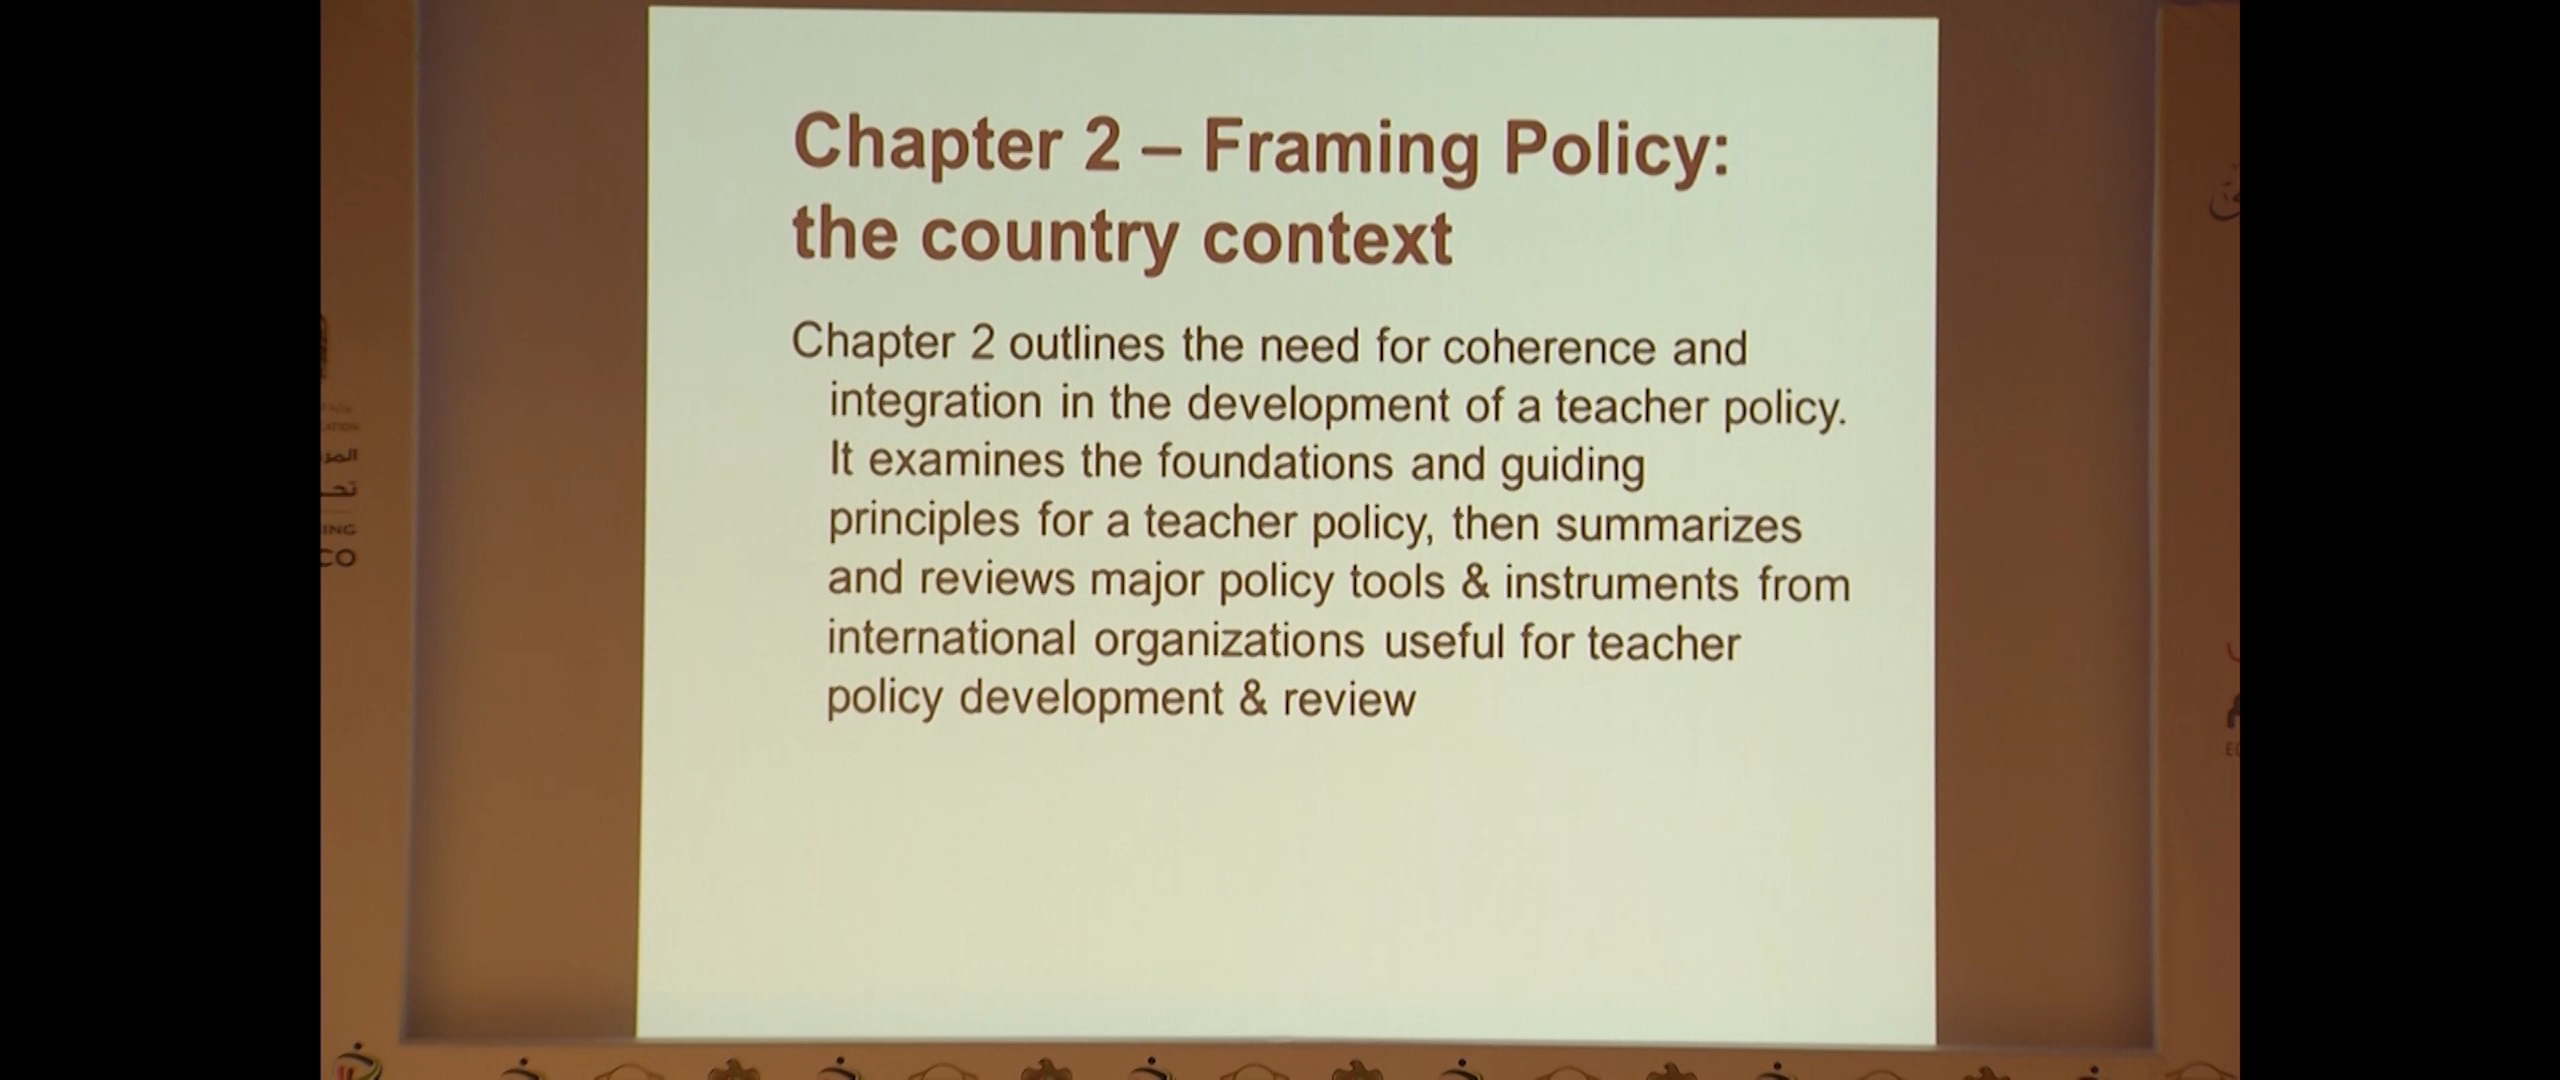 Chapter 2 – Framing Policy:
the country context
Chapter 2 outlines the need for coherence and
integration in the development of a teacher policy.
It examines the foundations and guiding
principles for a teacher policy, then summarizes
and reviews major policy tools & instruments from
international organizations useful for teacher
policy development & review
ING
CO